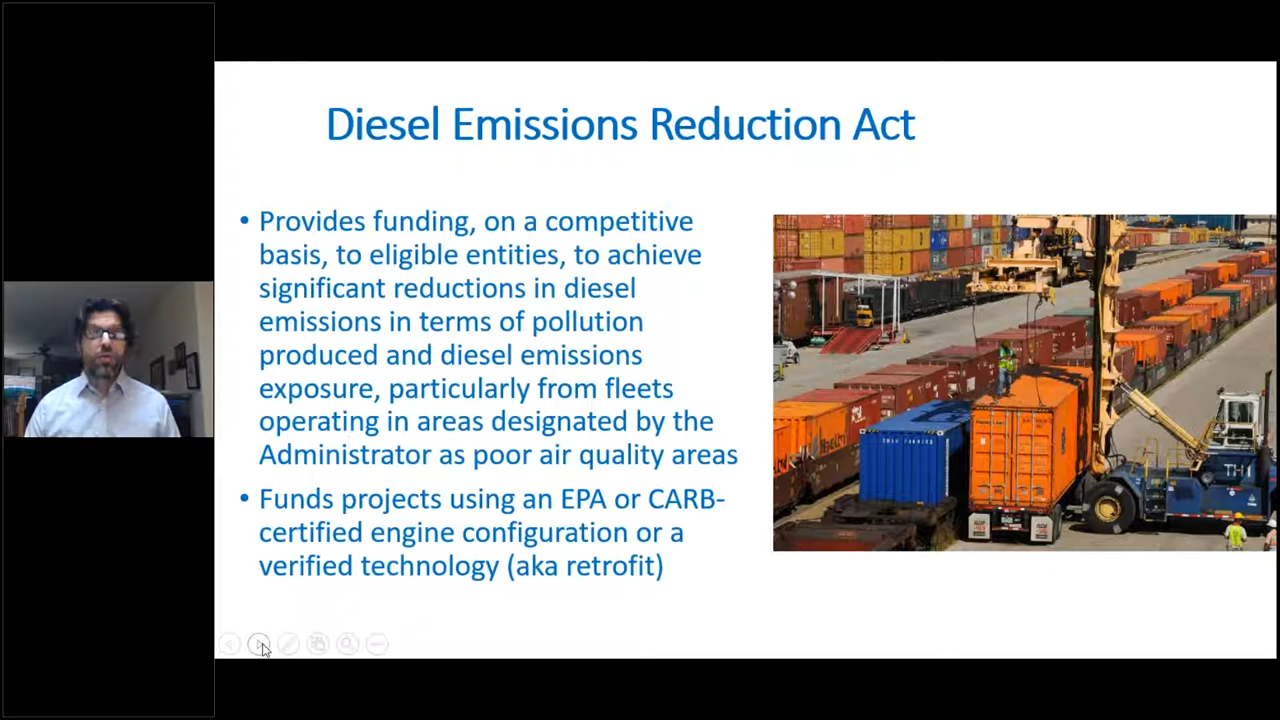 Diesel Emissions Reduction Act
• Provides funding, on a competitive
basis, to eligible entities, to achieve
significant reductions in diesel
emissions in terms of pollution
produced and diesel emissions
exposure, particularly from fleets
operating in areas designated by the
Administrator as poor air quality areas
• Funds projects using an EPA or CARB-
certified engine configuration or a
verified technology (aka retrofit)